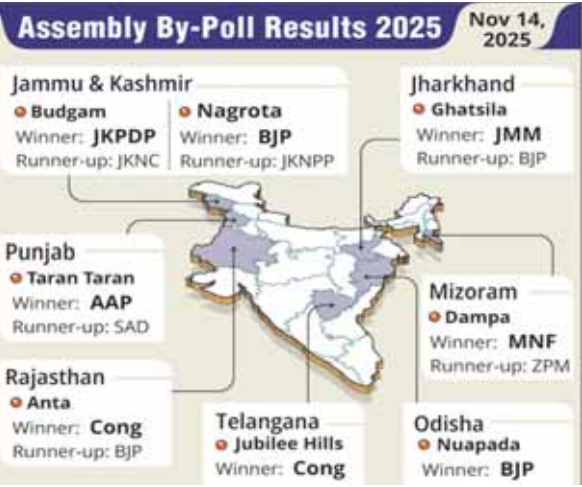 Assembly By-Poll Results 2025
Nov 14,
2025
Jammu & Kashmir
Budgam
Winner: JKPDP
Runner-up: JKNC
Nagrota
Winner: BJP
Runner-up: JKNPP
Jharkhand
Ghatsila
Winner: JMM
Runner-up: BJP
Punjab
Taran Taran
Winner: AAP
Runner-up: SAD
Mizoram
Dampa
Winner: MNF
Runner-up: ZPM
Rajasthan
Anta
Winner: Cong
Runner-up: BJP
Telangana
Jubilee Hills
Winner: Cong
Odisha
Nuapada
Winner: BJP